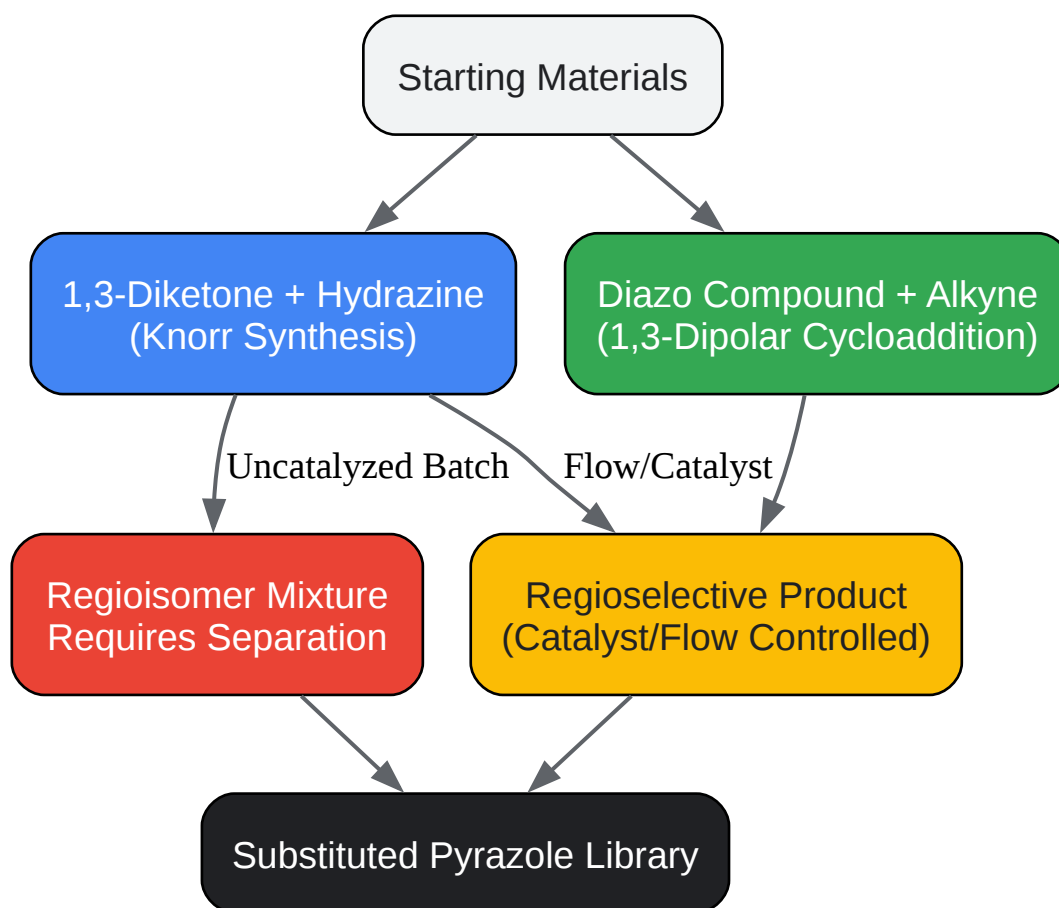 Starting Materials
1,3-Diketone + Hydrazine
(Knorr Synthesis)
Diazo Compound + Alkyne
(1,3-Dipolar Cycloaddition)
Uncatalyzed Batch
Flow/Catalyst
Regioisomer Mixture
Requires Separation
Regioselective Product
(Catalyst/Flow Controlled)
Substituted Pyrazole Library